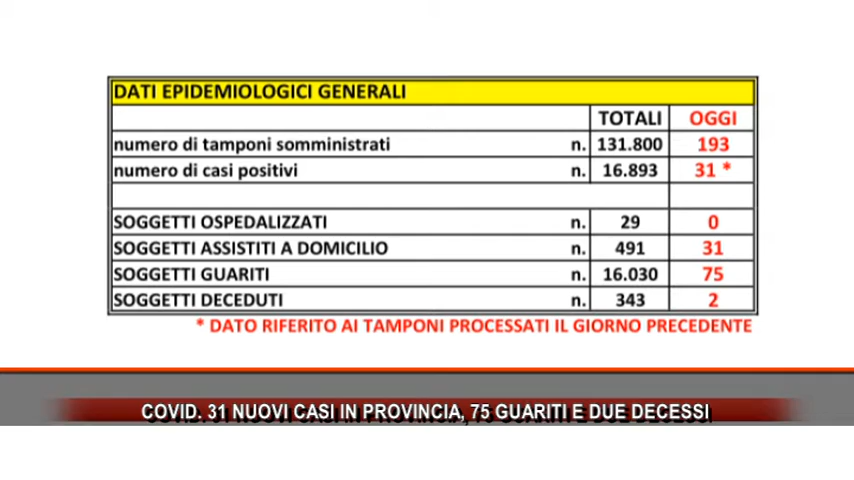 DATI EPIDEMIOLOGICI GENERALI
TOTALI OGGI
numero di tamponi somministrati n. 131.800 193
numero di casi positivi n. 16.893 31 *
SOGGETTI OSPEDALIZZATI n. 29 0
SOGGETTI ASSISTITI A DOMICILIO n. 491 31
SOGGETTI GUARITI n. 16.030 75
SOGGETTI DECEDUTI n. 343 2
* DATO RIFERITO AI TAMPONI PROCESSATI IL GIORNO PRECEDENTE
COVID. 31 NUOVI CASI IN PROVINCIA, 75 GUARITI E DUE DECESSI